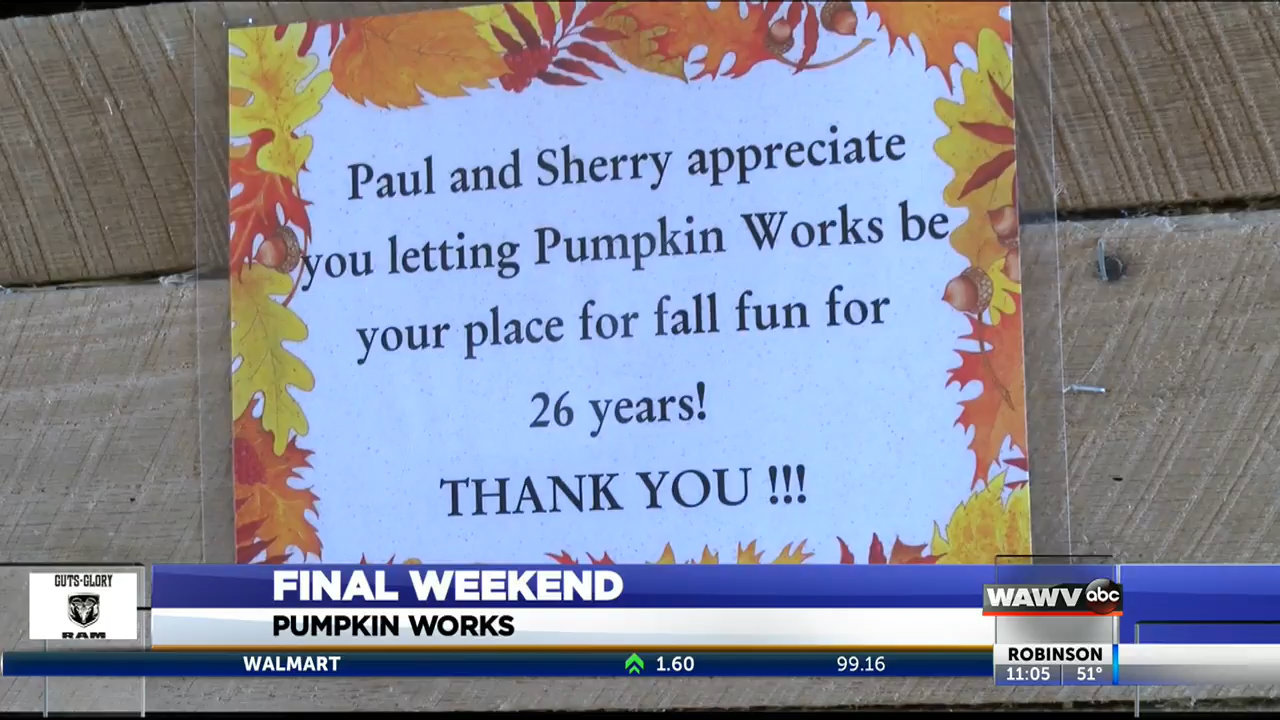 Paul and Sherry appreciate
you letting Pumpkin Works be
your place for fall fun for
26 years!
THANK YOU !!!
GUTS·GLORY
RAM
FINAL WEEKEND
PUMPKIN WORKS
WAWV abc
ROBINSON
11:05 51°
WALMART 1.60 99.16